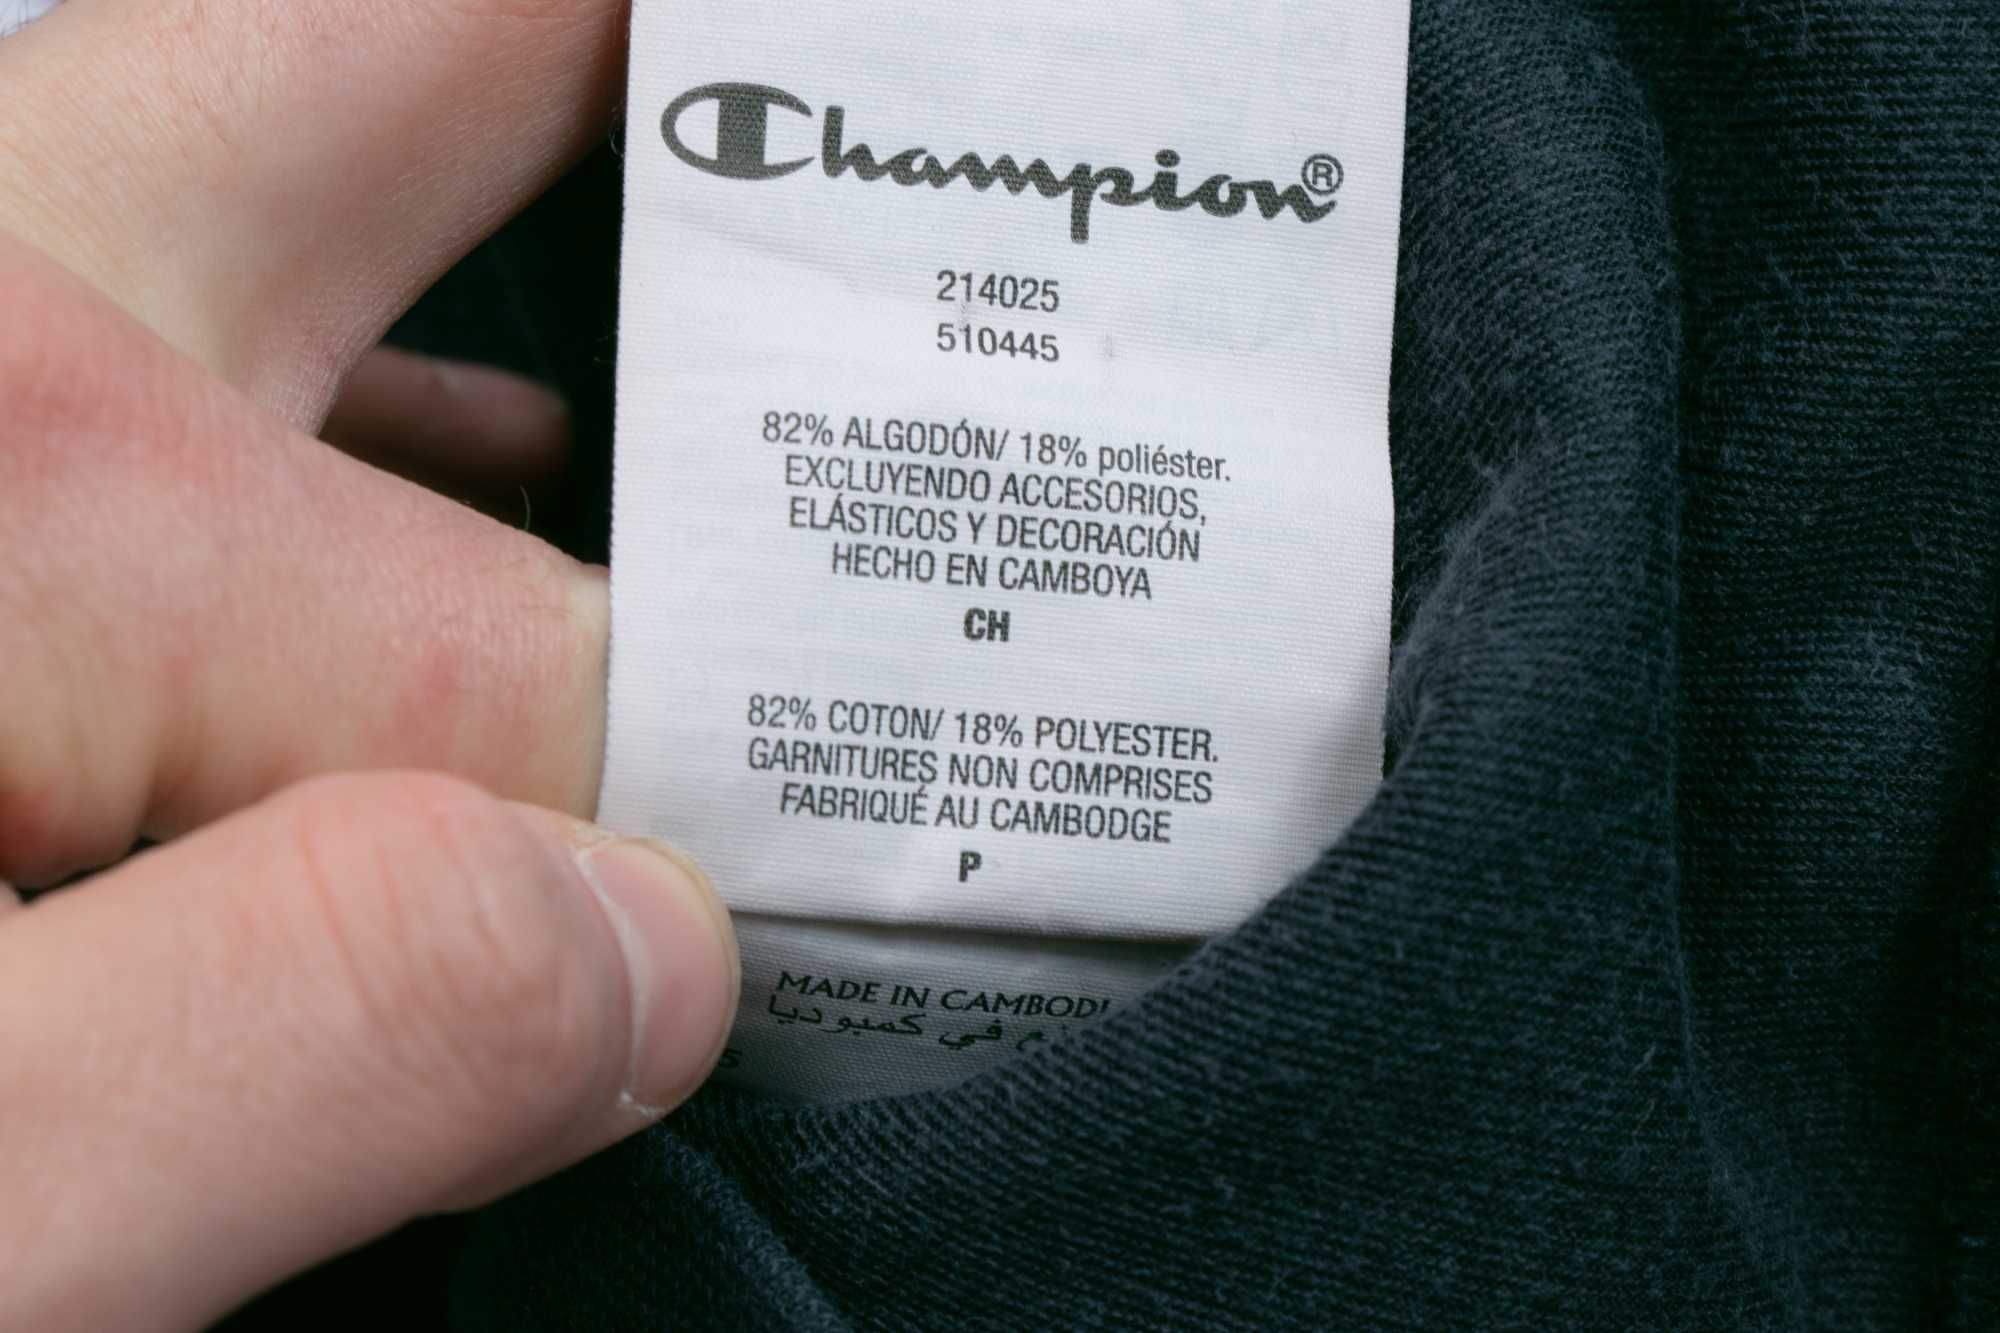 Champion®
214025
510445
82% ALGODÓN/ 18% poliéster.
EXCLUYENDO ACCESORIOS,
ELÁSTICOS Y DECORACIÓN
HECHO EN CAMBOYA
CH
82% COTON/ 18% POLYESTER.
GARNITURES NON COMPRISES
FABRIQUÉ AU CAMBODGE
P
MADE IN CAMBODI
في كمبوديا